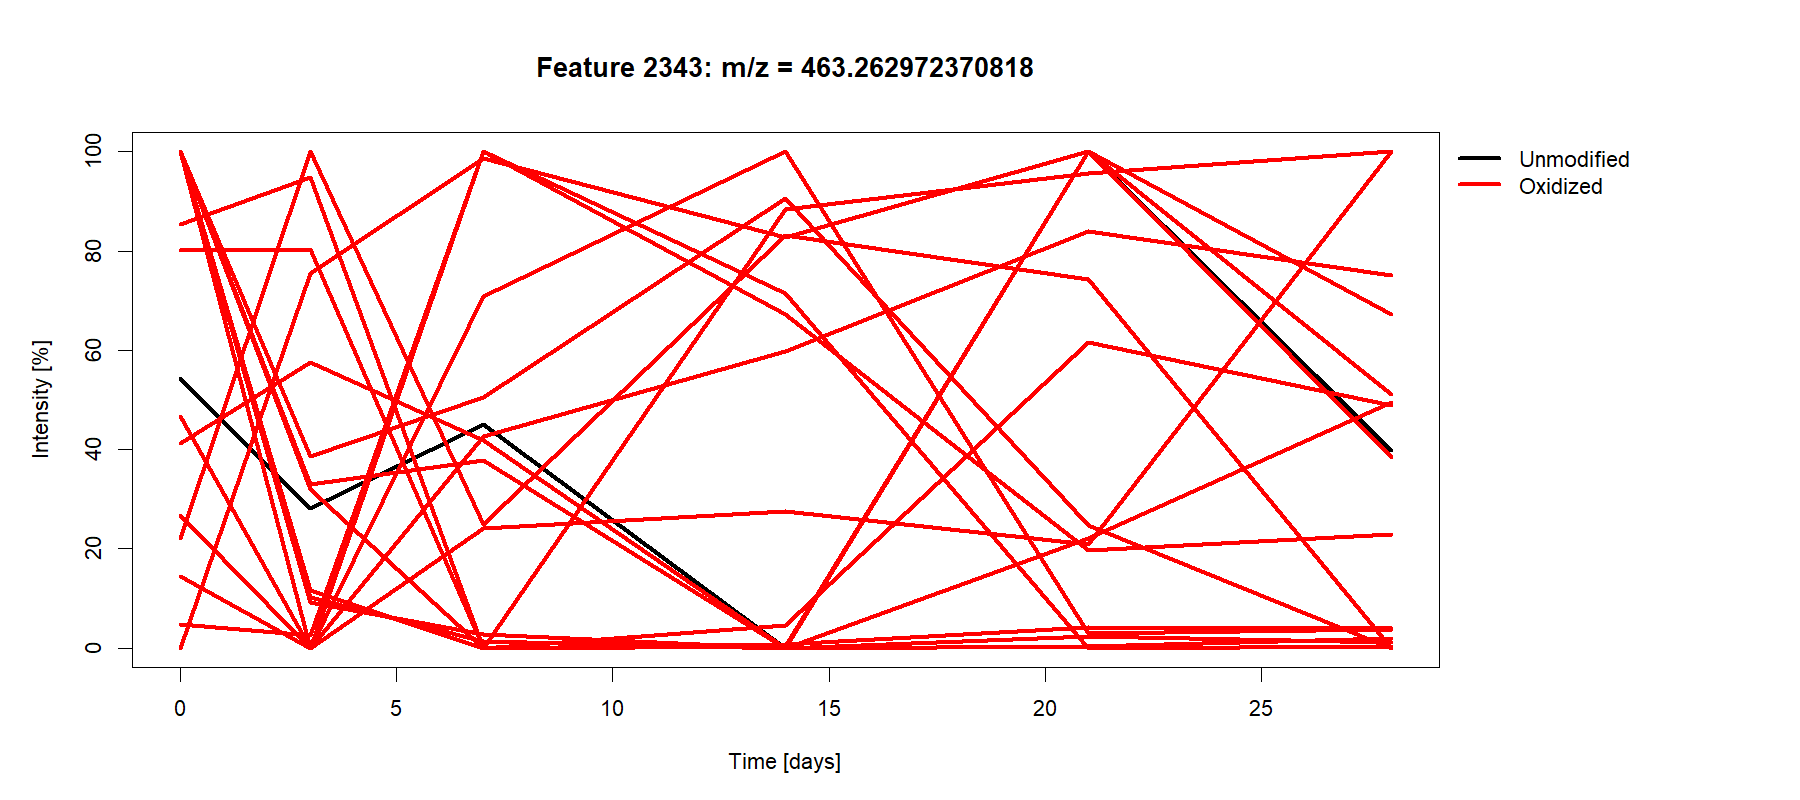 Feature 2343: m/z = 463.262972370818
Unmodified
Oxidized
Intensity [%]
100
80
60
40
20
0
0 5 10 15 20 25
Time [days]